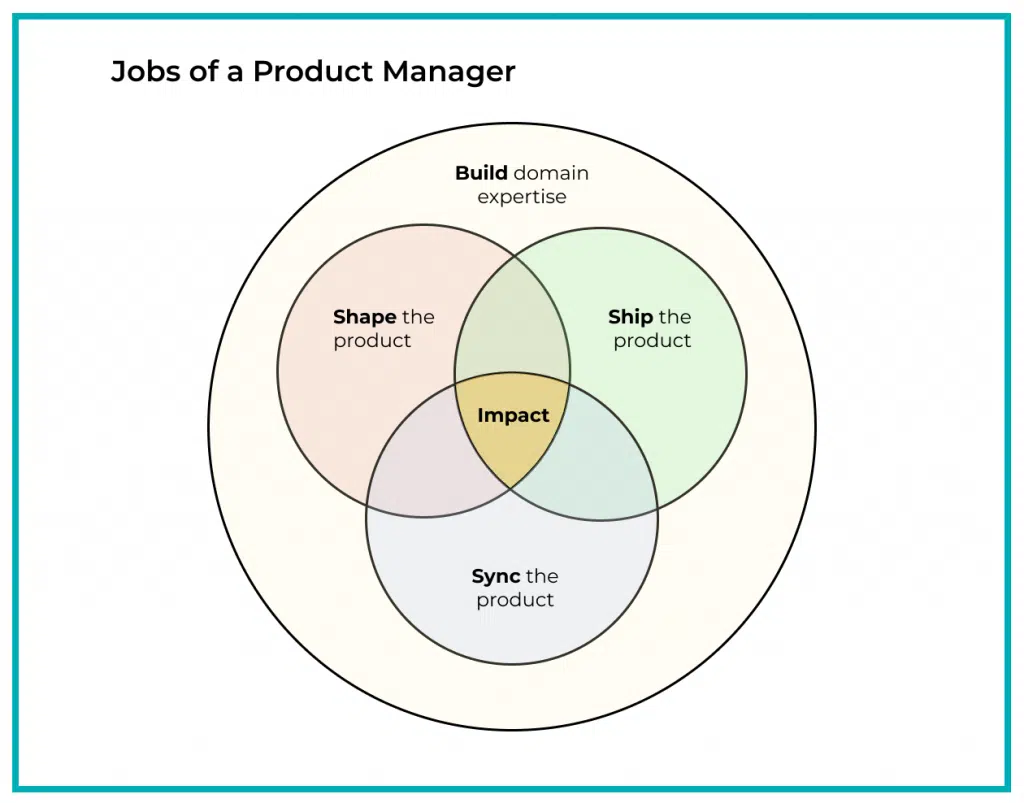 Jobs of a Product Manager
Build domain
expertise
Shape the
product
Ship the
product
Impact
Sync the
product